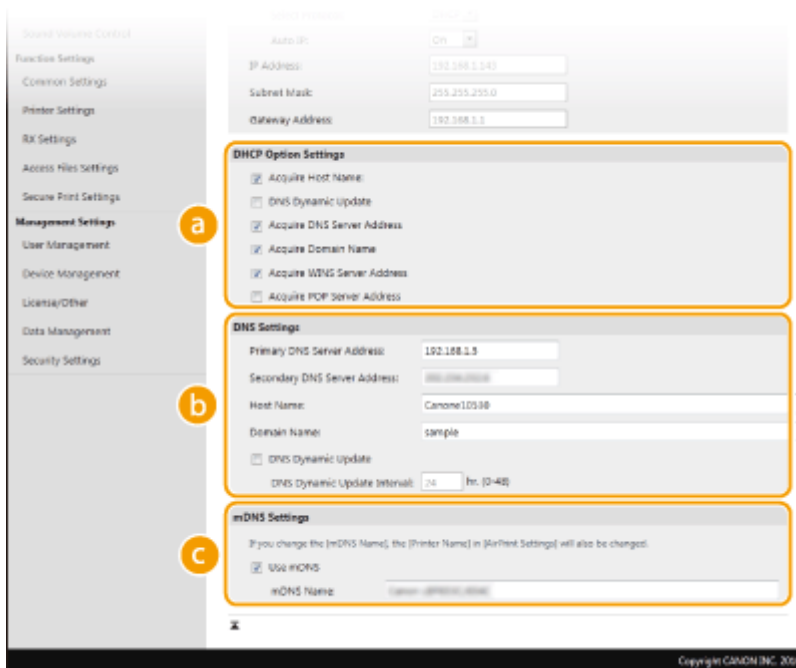 Sound Volume Control
Function Settings
Common Settings
Printer Settings
RX Settings
Access Files Settings
Secure Print Settings
Management Settings
User Management
Device Management
License/Other
Data Management
Security Settings
Auto IP: On
IP Address: 192.168.1.143
Subnet Mask: 255.255.255.0
Gateway Address: 192.168.1.1
a
DHCP Option Settings
Acquire Host Name:
DNS Dynamic Update
Acquire DNS Server Address
Acquire Domain Name
Acquire WINS Server Address
Acquire POP Server Address
b
DNS Settings
Primary DNS Server Address: 192.168.1.5
Secondary DNS Server Address:
Host Name:
Domain Name: sample
DNS Dynamic Update
DNS Dynamic Update Interval: 24 hr. (0-48)
c
mDNS Settings
If you change the [mDNS Name], the [Printer Name] in [AirPrint Settings] will also be changed.
Use mDNS
mDNS Name Canon
Copyright CANON INC.